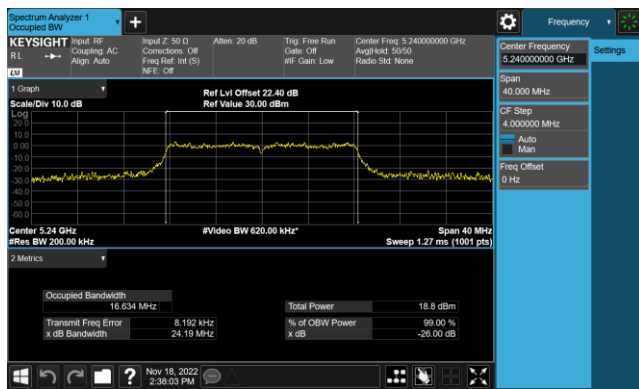 Spectrum Analyzer 1
Occupied BW
Frequency
KEYSIGHT
Input: RF
Input Z: 50 Ω
Atten: 20 dB
Trig: Free Run
Center Freq: 5.240000000 GHz
RL
Coupling: AC
Corrections: Off
Gate: Off
Avg|Hold: 50/50
Align: Auto
Freq Ref: Int (S)
#IF Gain: Low
Radio Std: None
NFE: Off
LXI
Center Frequency
5.240000000 GHz
Settings
Span
40.000 MHz
CF Step
4.000000 MHz
Auto
Man
Freq Offset
0 Hz
1 Graph
Scale/Div 10.0 dB
Ref Lvl Offset 22.40 dB
Ref Value 30.00 dBm
Log
20.0
10.0
0.00
-10.0
-20.0
-30.0
-40.0
-50.0
-60.0
Center 5.24 GHz
#Video BW 620.00 kHz*
Span 40 MHz
#Res BW 200.00 kHz
Sweep 1.27 ms (1001 pts)
2 Metrics
Occupied Bandwidth
16.634 MHz
Total Power
18.8 dBm
Transmit Freq Error
8.192 kHz
% of OBW Power
99.00 %
x dB Bandwidth
24.19 MHz
x dB
-26.00 dB
?
Nov 18, 2022
2:38:03 PM